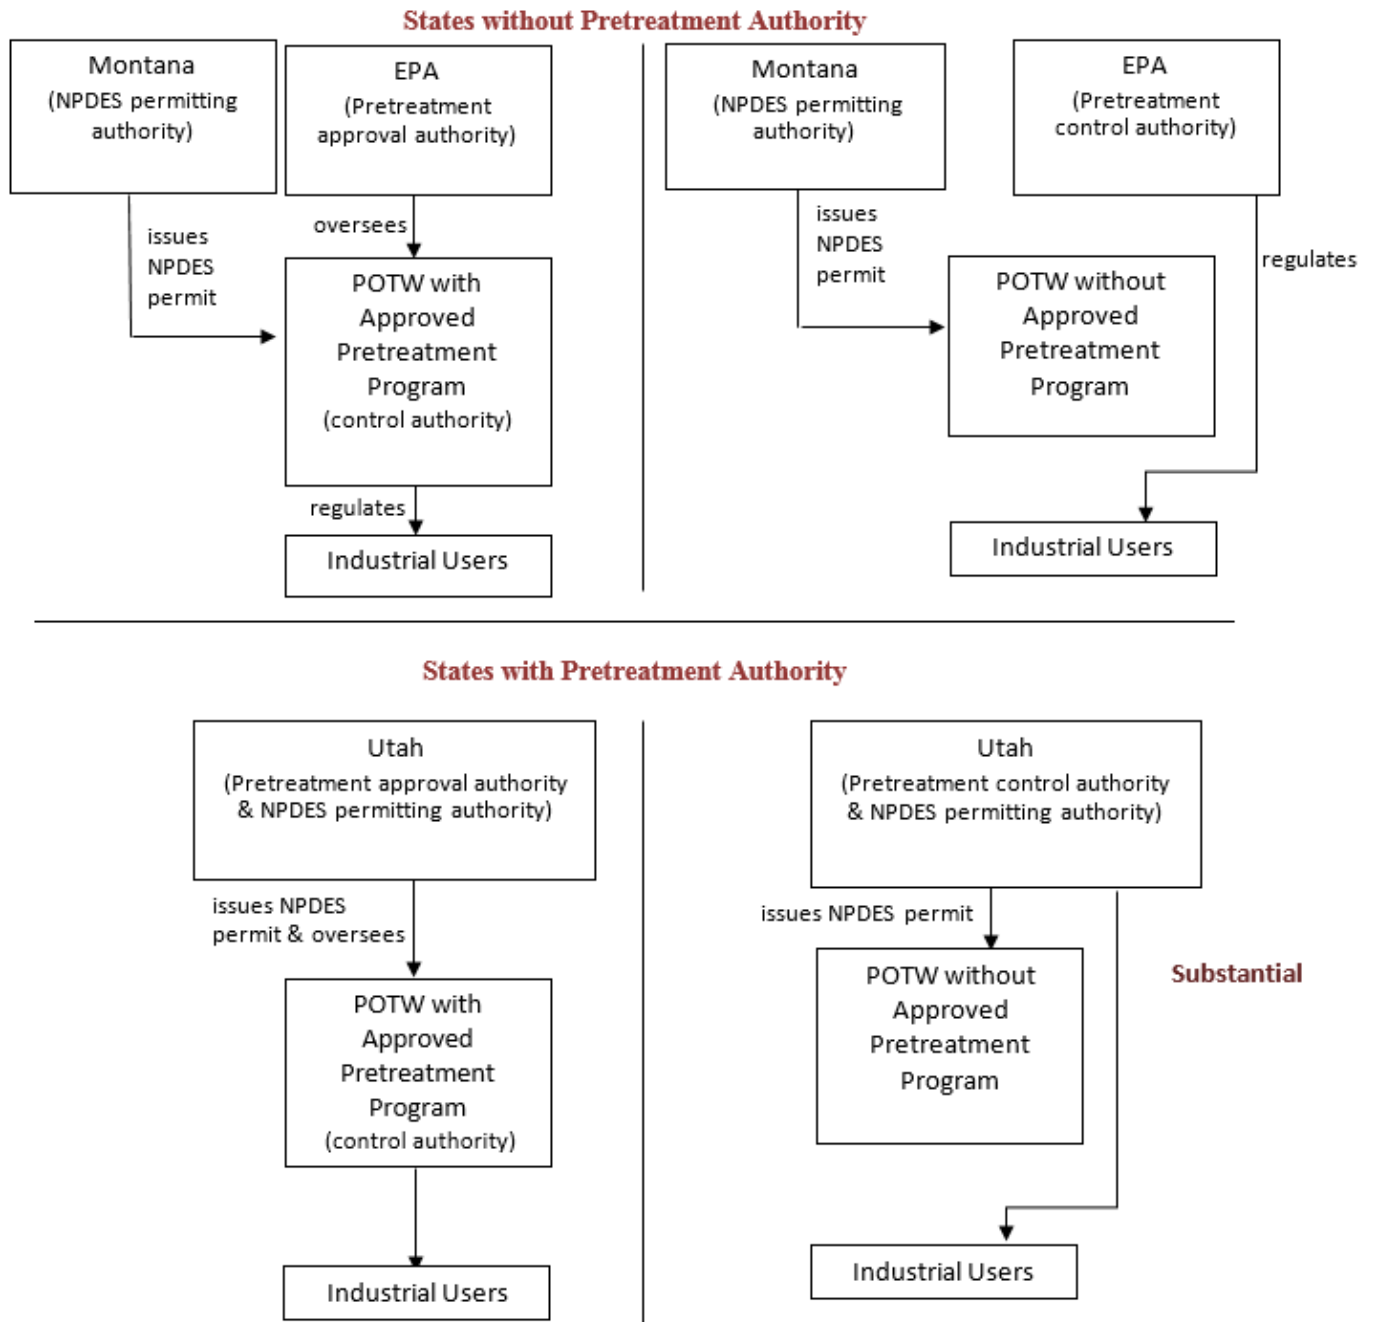 States without Pretreatment Authority
Montana
(NPDES permitting
authority)
EPA
(Pretreatment
approval authority)
issues
NPDES
permit
oversees
POTW with
Approved
Pretreatment
Program
(control authority)
regulates
Industrial Users
Montana
(NPDES permitting
authority)
EPA
(Pretreatment
control authority)
issues
NPDES
permit
regulates
POTW without
Approved
Pretreatment
Program
Industrial Users
States with Pretreatment Authority
Utah
(Pretreatment approval authority
& NPDES permitting authority)
issues NPDES
permit & oversees
POTW with
Approved
Pretreatment
Program
(control authority)
Industrial Users
Utah
(Pretreatment control authority
& NPDES permitting authority)
issues NPDES permit
POTW without
Approved
Pretreatment
Program
Substantial
Industrial Users